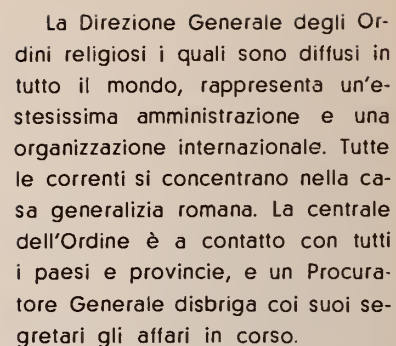 La Direzione Generale degli Or-
dini religiosi i quali sono diffusi in
tutto il mondo, rappresenta un'e-
stesissima amministrazione e una
organizzazione internazionale. Tutte
le correnti si concentrano nella ca-
sa generalizia romana. La centrale
dell'Ordine è a contatto con tutti
i paesi e provincie, e un Procura-
tore Generale disbriga coi suoi se-
gretari gli affari in corso.